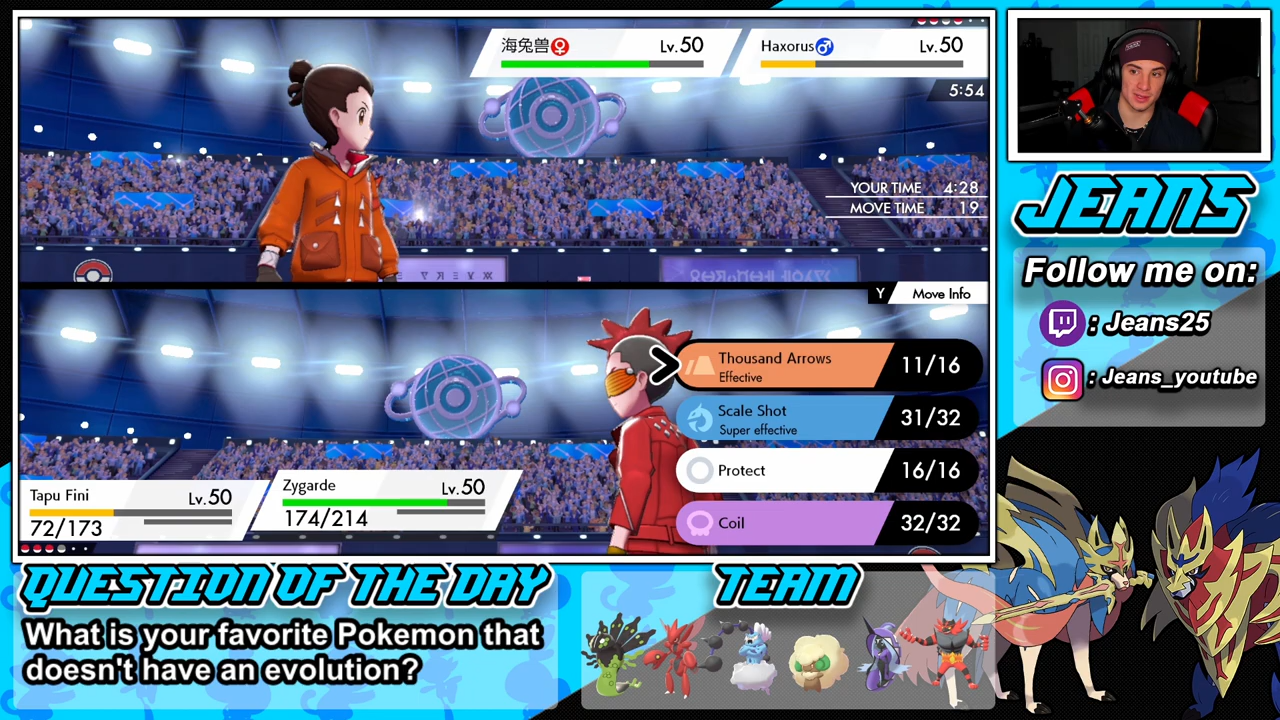 海兔兽♀ Lv.50
Haxorus♂ Lv.50
5:54
YOUR TIME 4:28
MOVE TIME 19
Y Move Info
Thousand Arrows
Effective
11/16
Scale Shot
Super effective
31/32
Protect
16/16
Coil
32/32
Tapu Fini Lv.50
72/173
Zygarde Lv.50
174/214
JEANS
Follow me on:
: Jeans25
: Jeans_youtube
QUESTION OF THE DAY
What is your favorite Pokemon that
doesn't have an evolution?
TEAM